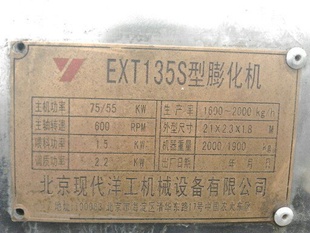 EXT135S型膨化机
主机功率 75/55 KW 生产率 1600-2000kg/h
主轴转速 600 RPM 外型尺寸 2.1×2.3×1.8 M
喂料功率 1.5 KW 机器重量 2000 1900 KG
调质功率 2.2 KW 出厂日期 年 月 日
北京现代洋工机械设备有限公司